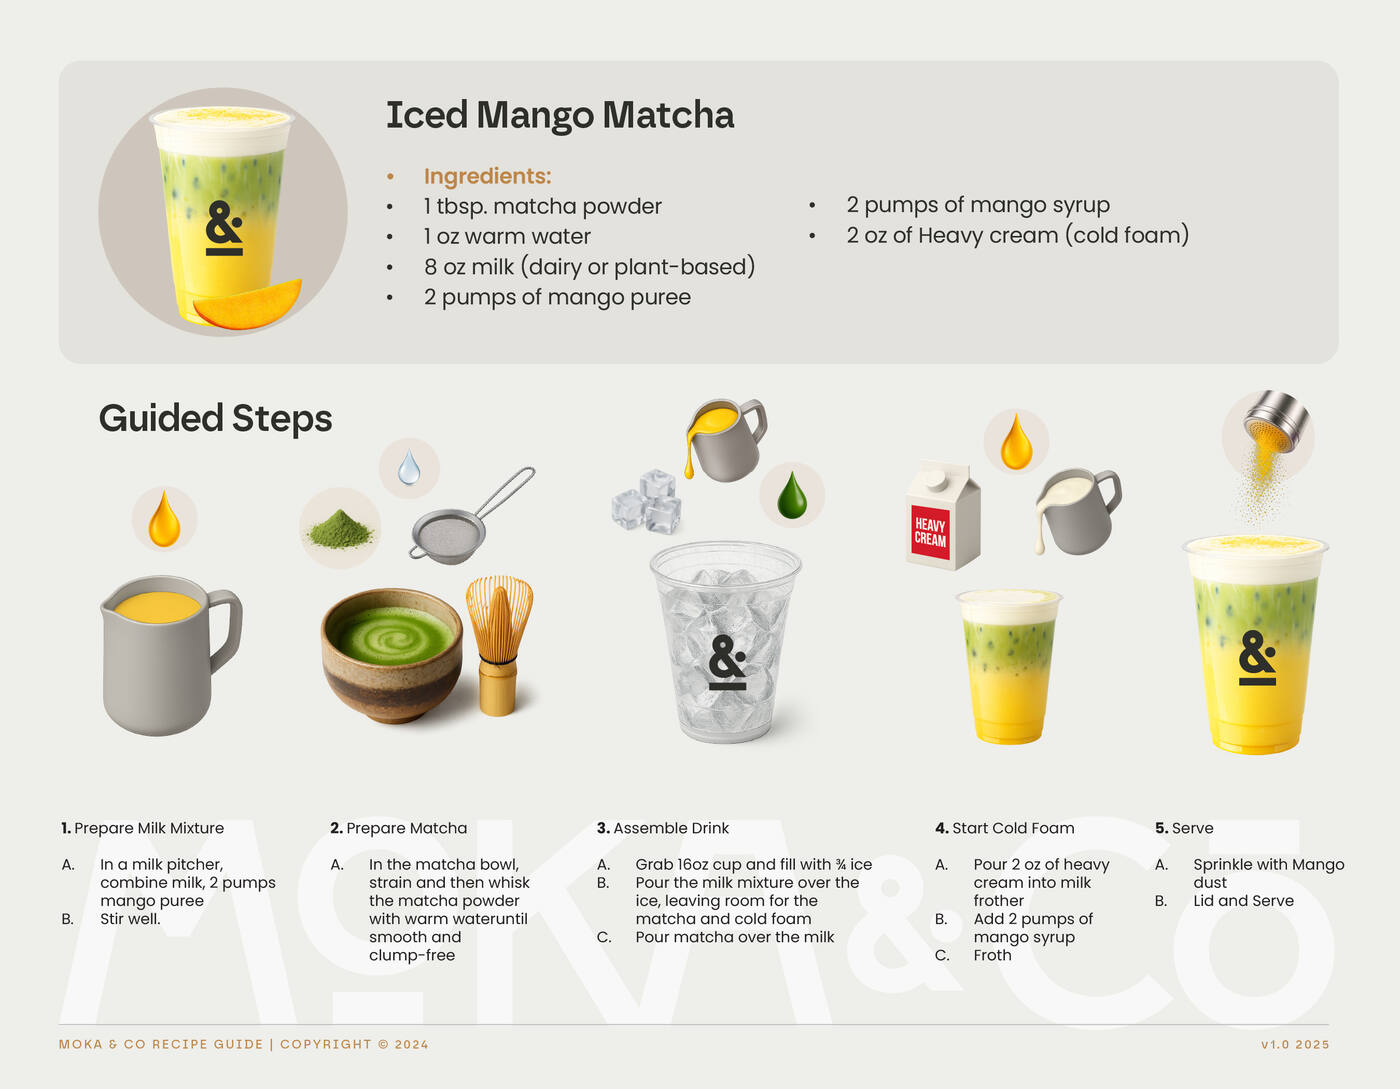 Iced Mango Matcha
• Ingredients:
• 1 tbsp. matcha powder
• 1 oz warm water
• 8 oz milk (dairy or plant-based)
• 2 pumps of mango puree
• 2 pumps of mango syrup
• 2 oz of Heavy cream (cold foam)
&
Guided Steps
HEAVY
CREAM
&
&
1. Prepare Milk Mixture
A. In a milk pitcher,
combine milk, 2 pumps
mango puree
B. Stir well.
2. Prepare Matcha
A. In the matcha bowl,
strain and then whisk
the matcha powder
with warm wateruntil
smooth and
clump-free
3. Assemble Drink
A. Grab 16oz cup and fill with ¾ ice
B. Pour the milk mixture over the
ice, leaving room for the
matcha and cold foam
C. Pour matcha over the milk
4. Start Cold Foam
A. Pour 2 oz of heavy
cream into milk
frother
B. Add 2 pumps of
mango syrup
C. Froth
5. Serve
A. Sprinkle with Mango
dust
B. Lid and Serve
MOKA & CŌ
MOKA & CO RECIPE GUIDE | COPYRIGHT © 2024
v1.0 2025